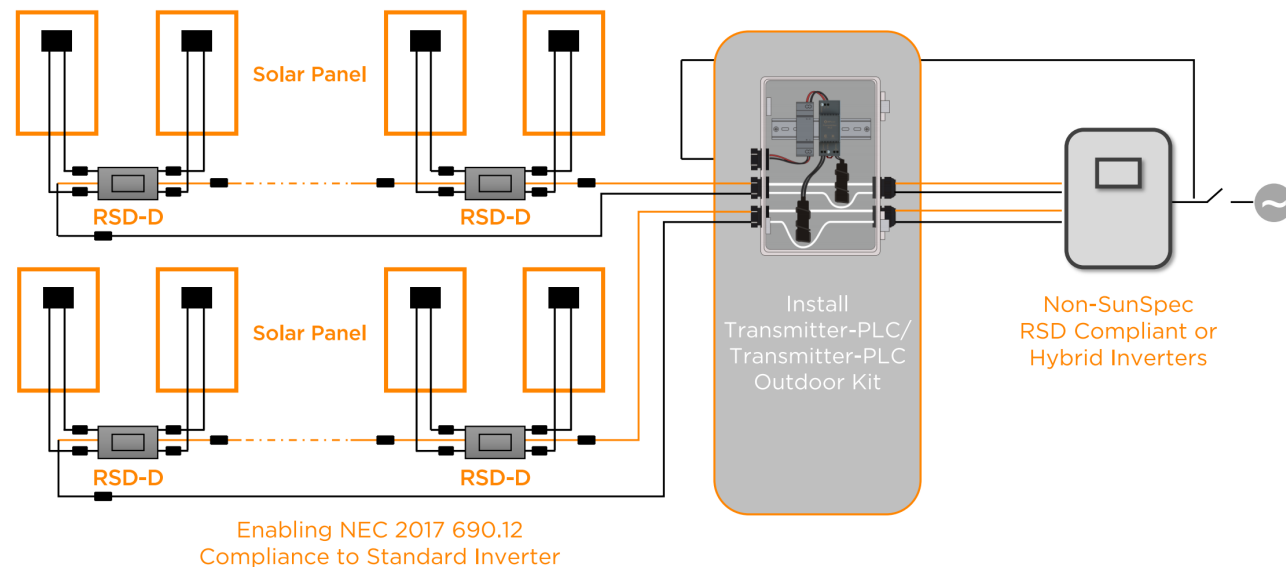 Solar Panel
RSD-D
RSD-D
Solar Panel
RSD-D
RSD-D
Enabling NEC 2017 690.12
Compliance to Standard Inverter
Install
Transmitter-PLC/
Transmitter-PLC
Outdoor Kit
Non-SunSpec
RSD Compliant or
Hybrid Inverters